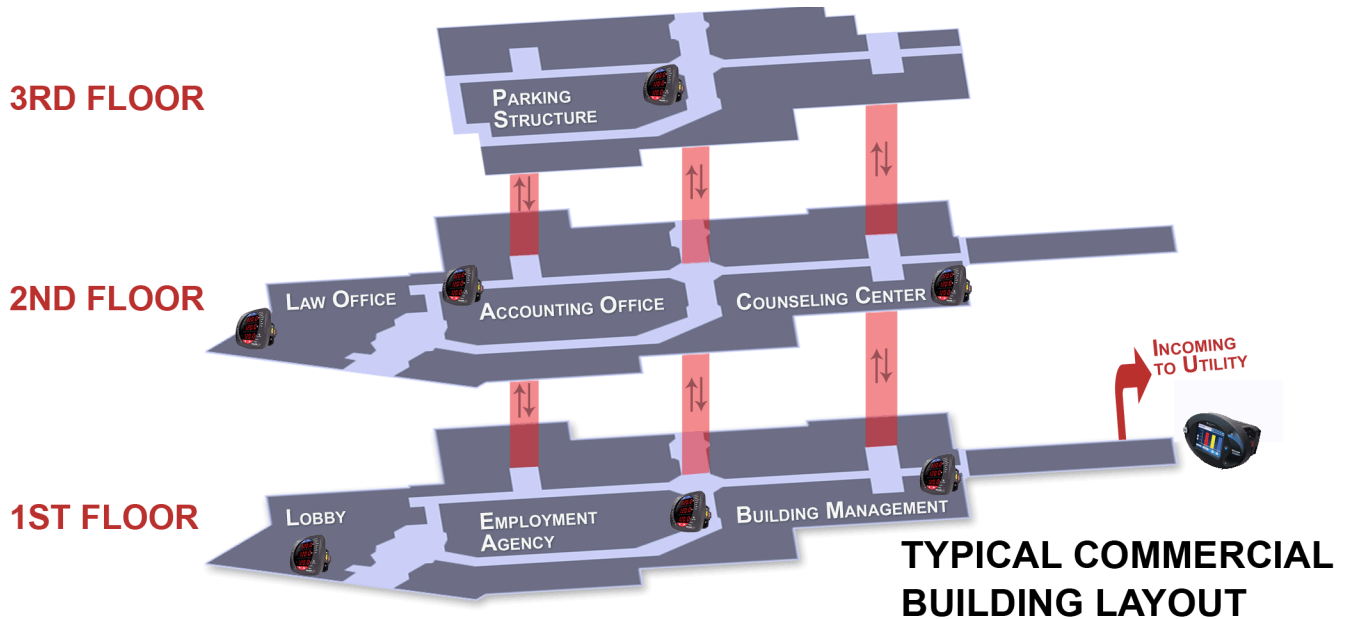 3RD FLOOR
PARKING
STRUCTURE
2ND FLOOR
LAW OFFICE
ACCOUNTING OFFICE
COUNSELING CENTER
INCOMING
TO UTILITY
1ST FLOOR
LOBBY
EMPLOYMENT
AGENCY
BUILDING MANAGEMENT
TYPICAL COMMERCIAL
BUILDING LAYOUT